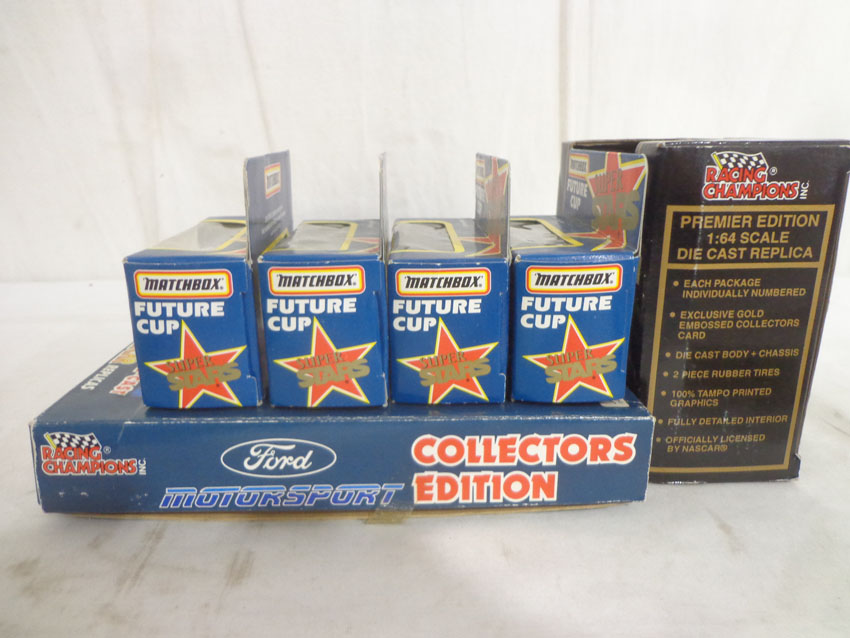 MATCHBOX®
FUTURE
CUP
SUPER
STARS
MATCHBOX®
FUTURE
CUP
SUPER
STARS
MATCHBOX®
FUTURE
CUP
SUPER
STARS
MATCHBOX®
FUTURE
CUP
SUPER
STARS
FUTURE
CUP
STARS
RACING®
CHAMPIONS INC.
PREMIER EDITION
1:64 SCALE
DIE CAST REPLICA
• EACH PACKAGE
INDIVIDUALLY NUMBERED
• EXCLUSIVE GOLD
EMBOSSED COLLECTORS
CARD
• DIE CAST BODY + CHASSIS
• 2 PIECE RUBBER TIRES
• 100% TAMPO PRINTED
GRAPHICS
• FULLY DETAILED INTERIOR
• OFFICIALLY LICENSED
BY NASCAR®
RACING®
CHAMPIONS INC.
Ford
MOTORSPORT
COLLECTORS
EDITION